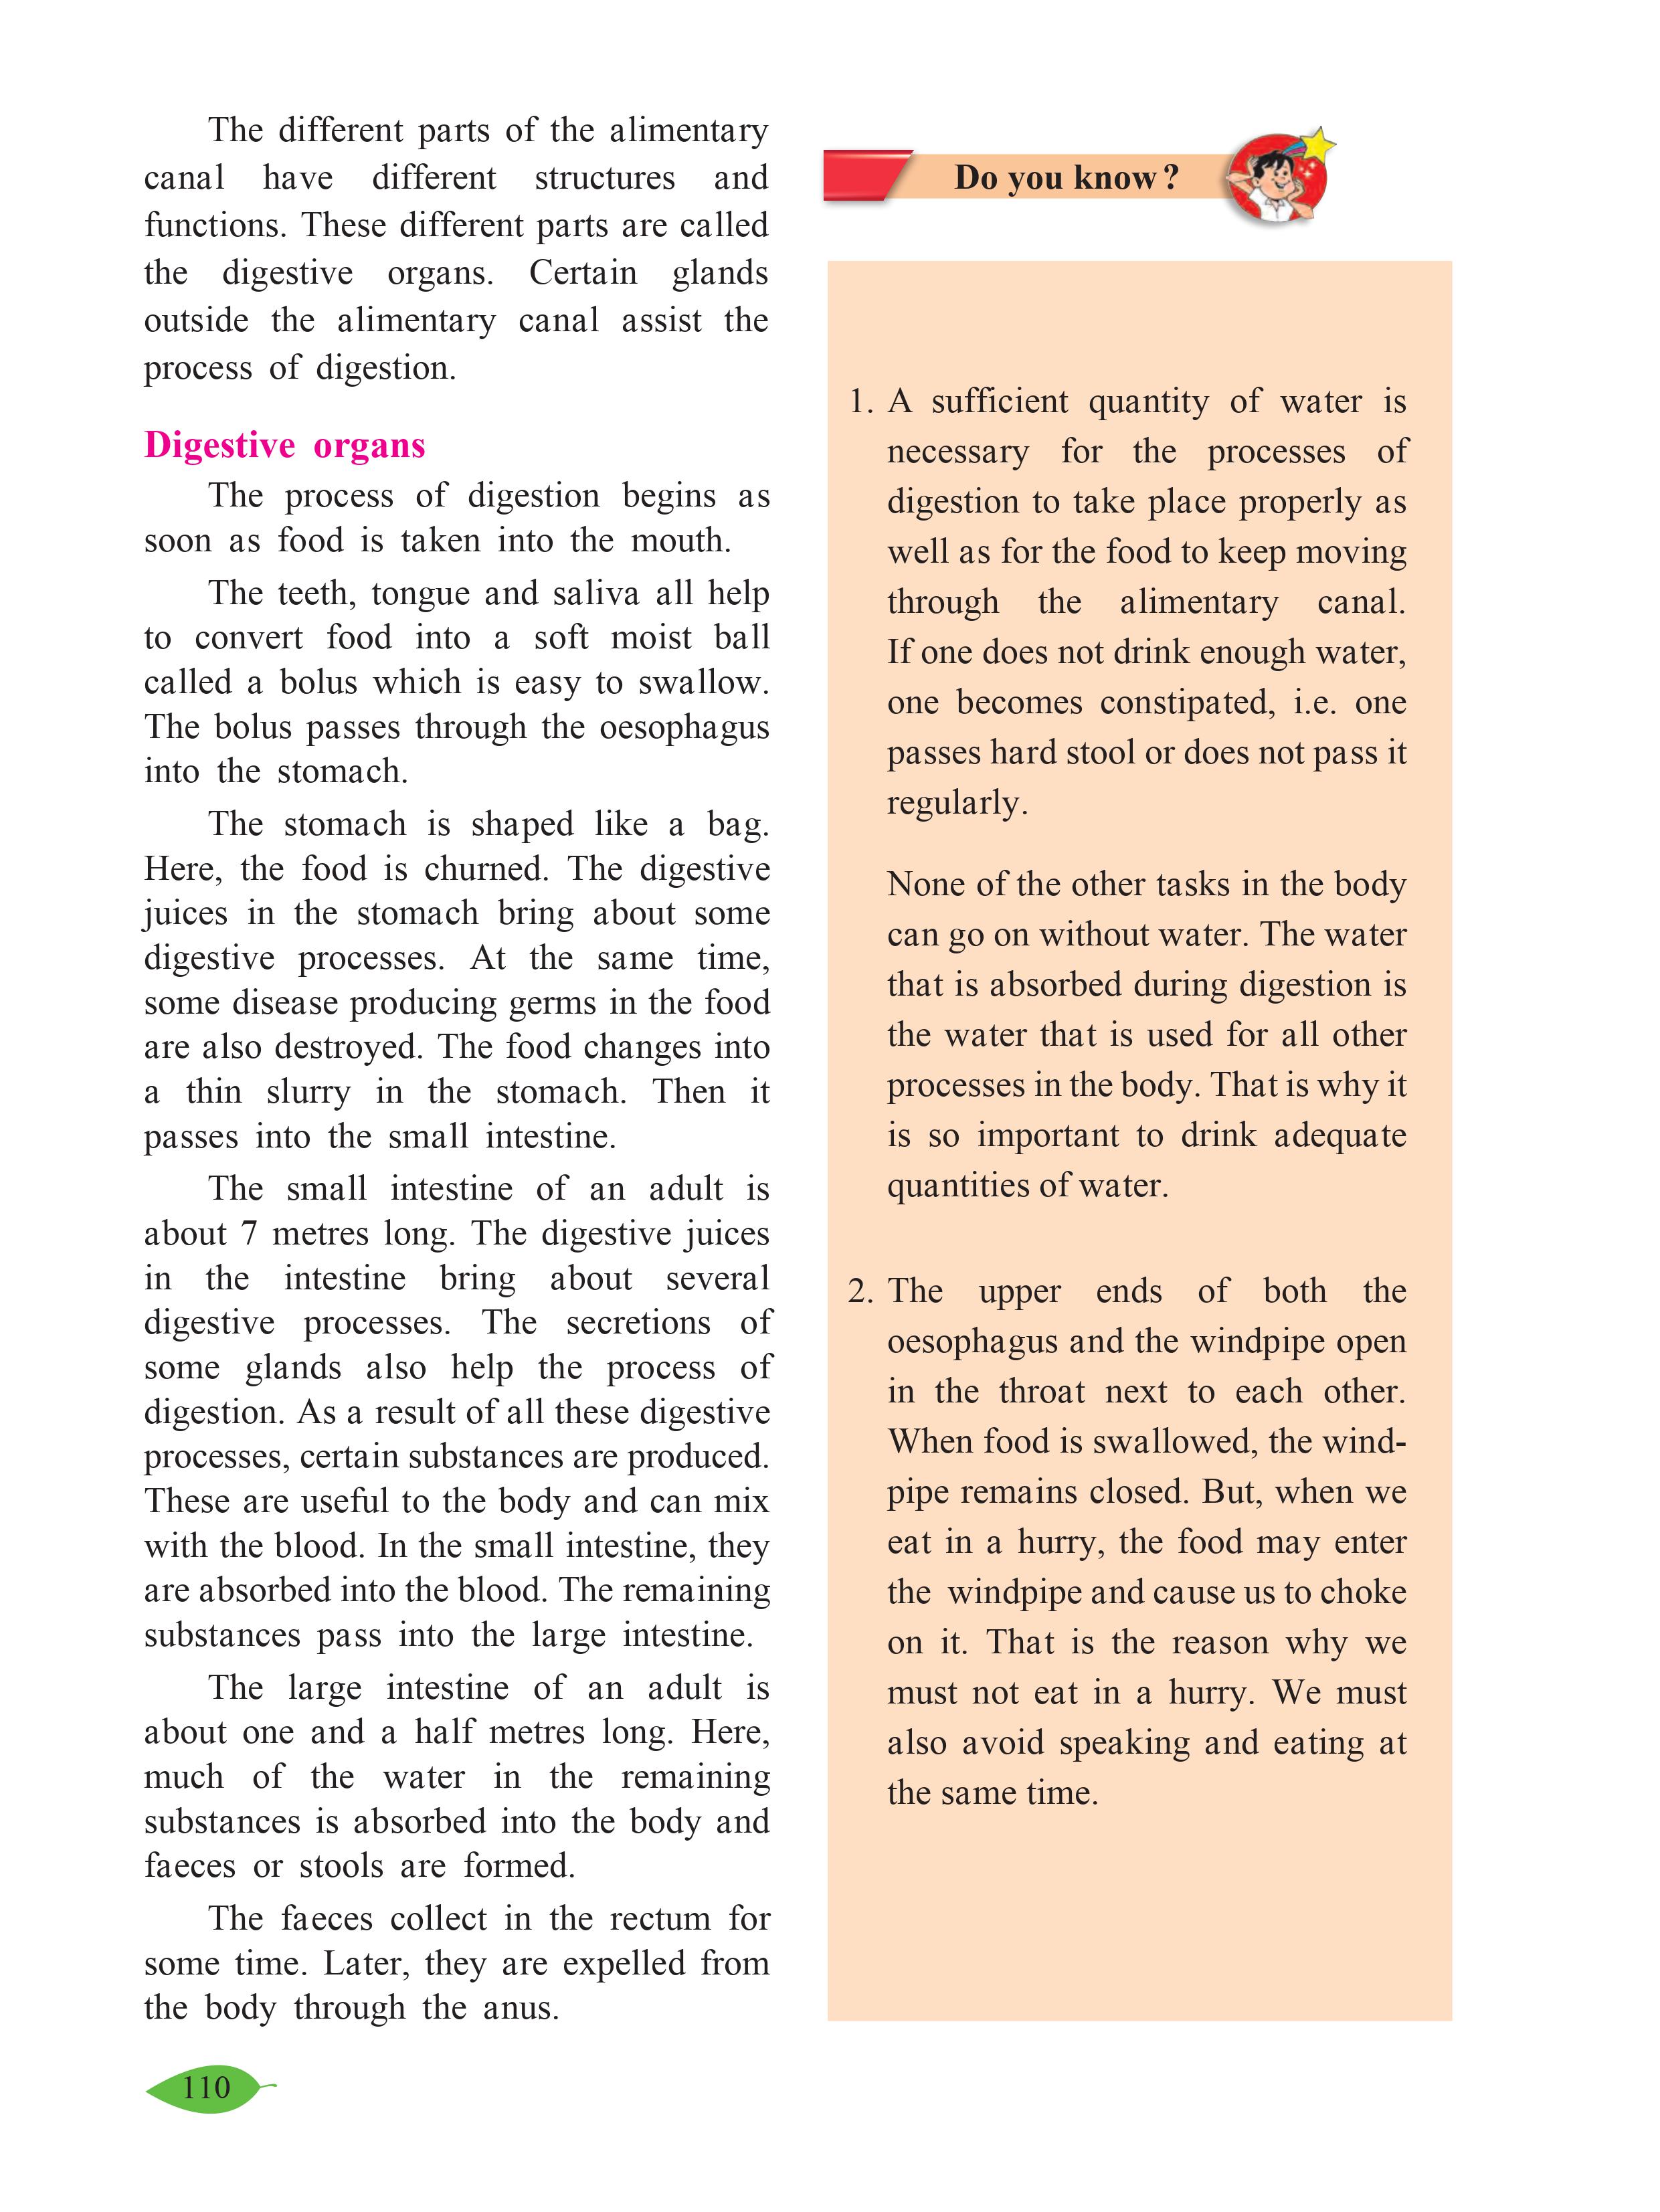 The different parts of the alimentary
canal have different structures and
functions. These different parts are called
the digestive organs. Certain glands
outside the alimentary canal assist the
process of digestion.
Digestive organs
The process of digestion begins as
soon as food is taken into the mouth.
The teeth, tongue and saliva all help
to convert food into a soft moist ball
called a bolus which is easy to swallow.
The bolus passes through the oesophagus
into the stomach.
The stomach is shaped like a bag.
Here, the food is churned. The digestive
juices in the stomach bring about some
digestive processes. At the same time,
some disease producing germs in the food
are also destroyed. The food changes into
a thin slurry in the stomach. Then it
passes into the small intestine.
The small intestine of an adult is
about 7 metres long. The digestive juices
in the intestine bring about several
digestive processes. The secretions of
some glands also help the process of
digestion. As a result of all these digestive
processes, certain substances are produced.
These are useful to the body and can mix
with the blood. In the small intestine, they
are absorbed into the blood. The remaining
substances pass into the large intestine.
The large intestine of an adult is
about one and a half metres long. Here,
much of the water in the remaining
substances is absorbed into the body and
faeces or stools are formed.
The faeces collect in the rectum for
some time. Later, they are expelled from
the body through the anus.
Do you know ?
1. A sufficient quantity of water is
necessary for the processes of
digestion to take place properly as
well as for the food to keep moving
through the alimentary canal.
If one does not drink enough water,
one becomes constipated, i.e. one
passes hard stool or does not pass it
regularly.
None of the other tasks in the body
can go on without water. The water
that is absorbed during digestion is
the water that is used for all other
processes in the body. That is why it
is so important to drink adequate
quantities of water.
2. The upper ends of both the
oesophagus and the windpipe open
in the throat next to each other.
When food is swallowed, the wind-
pipe remains closed. But, when we
eat in a hurry, the food may enter
the windpipe and cause us to choke
on it. That is the reason why we
must not eat in a hurry. We must
also avoid speaking and eating at
the same time.
110